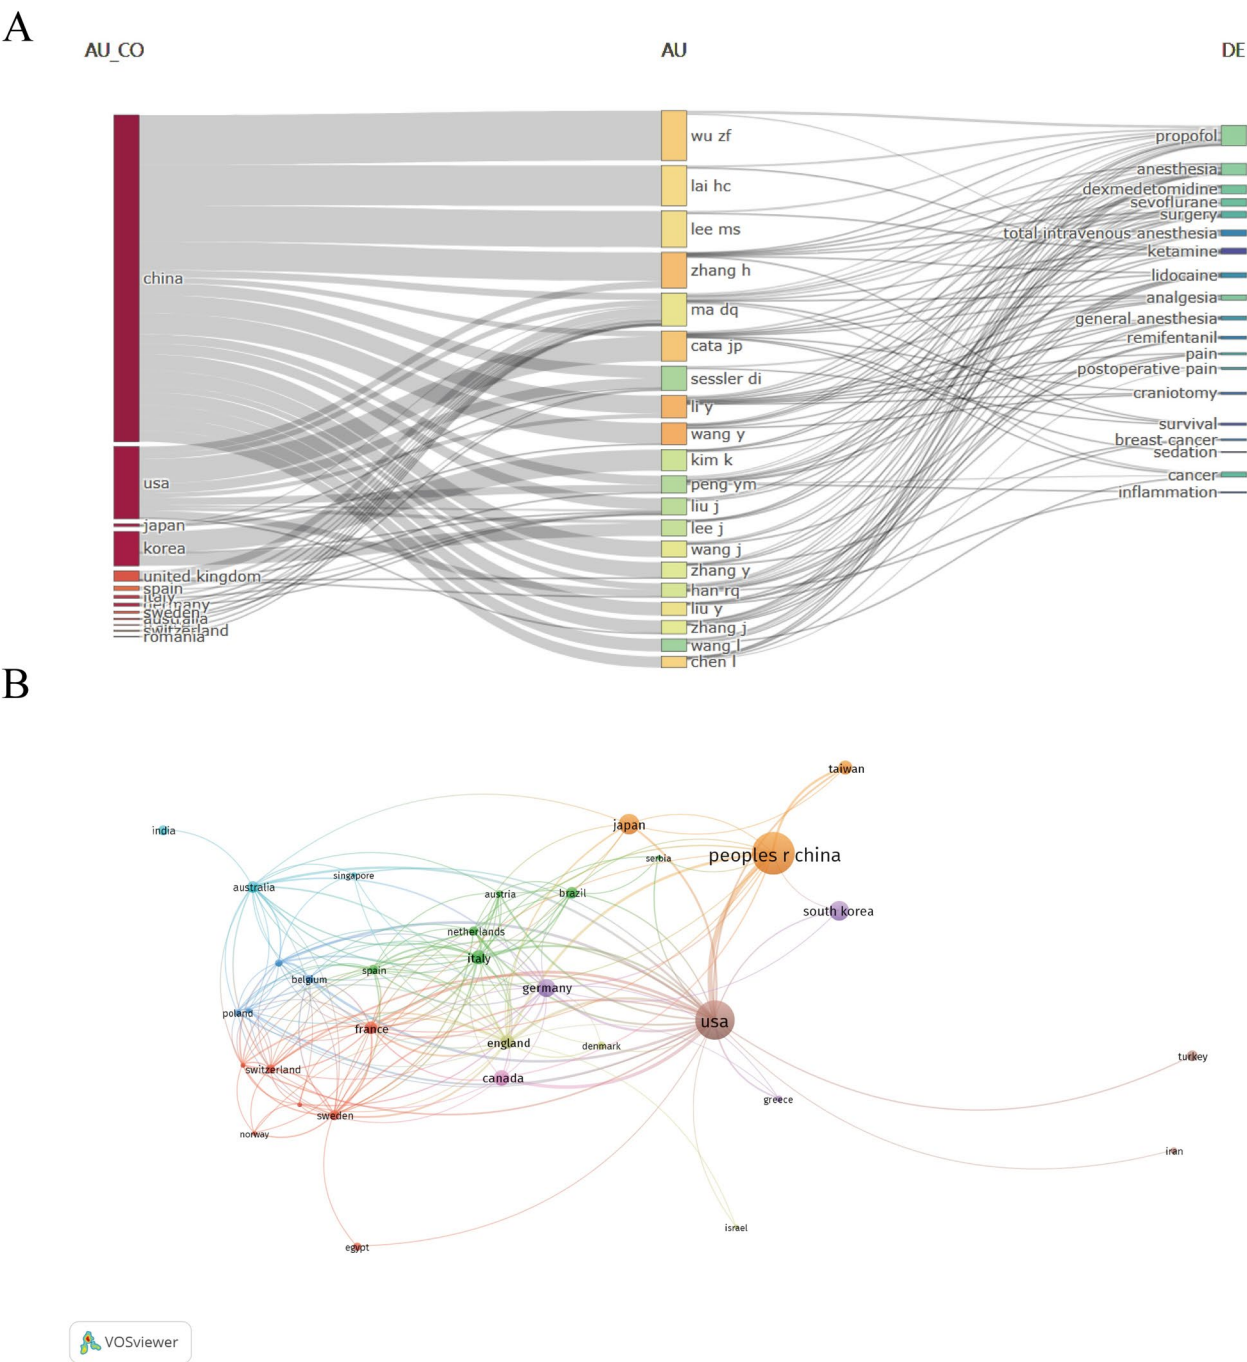 A
AU_CO
AU
DE
china
usa
japan
korea
united kingdom
spain
italy
germany
sweden
australia
switzerland
romania
wu zf
lai hc
lee ms
zhang h
ma dq
cata jp
sessler di
li y
wang y
kim k
peng ym
liu j
lee j
wang j
zhang y
han rq
liu y
zhang j
wang l
chen l
propofol
anesthesia
dexmedetomidine
sevoflurane
surgery
total intravenous anesthesia
ketamine
lidocaine
analgesia
general anesthesia
remifentanil
pain
postoperative pain
craniotomy
survival
breast cancer
sedation
cancer
inflammation
B
taiwan
japan
india
peoples r china
serbia
singapore
australia
austria
brazil
south korea
netherlands
italy
spain
belgium
germany
poland
usa
france
england
denmark
turkey
switzerland
canada
greece
sweden
norway
iran
israel
egypt
VOSviewer